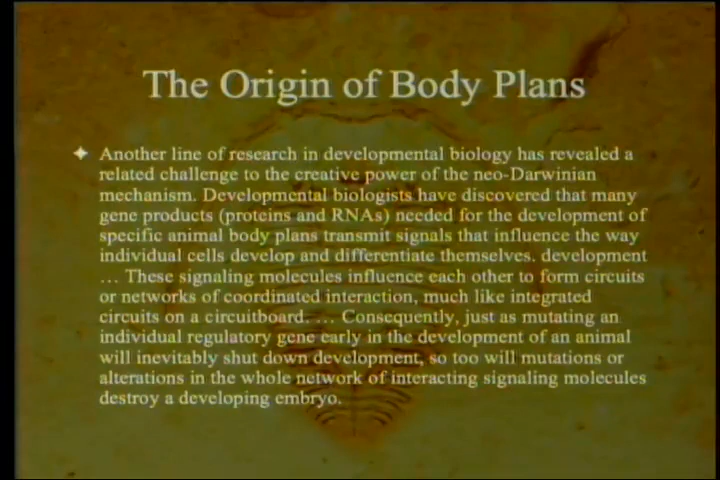 The Origin of Body Plans
Another line of research in developmental biology has revealed a
related challenge to the creative power of the neo-Darwinian
mechanism. Developmental biologists have discovered that many
gene products (proteins and RNAs) needed for the development of
specific animal body plans transmit signals that influence the way
individual cells develop and differentiate themselves. development
… These signaling molecules influence each other to form circuits
or networks of coordinated interaction, much like integrated
circuits on a circuitboard. … Consequently, just as mutating an
individual regulatory gene early in the development of an animal
will inevitably shut down development, so too will mutations or
alterations in the whole network of interacting signaling molecules
destroy a developing embryo.